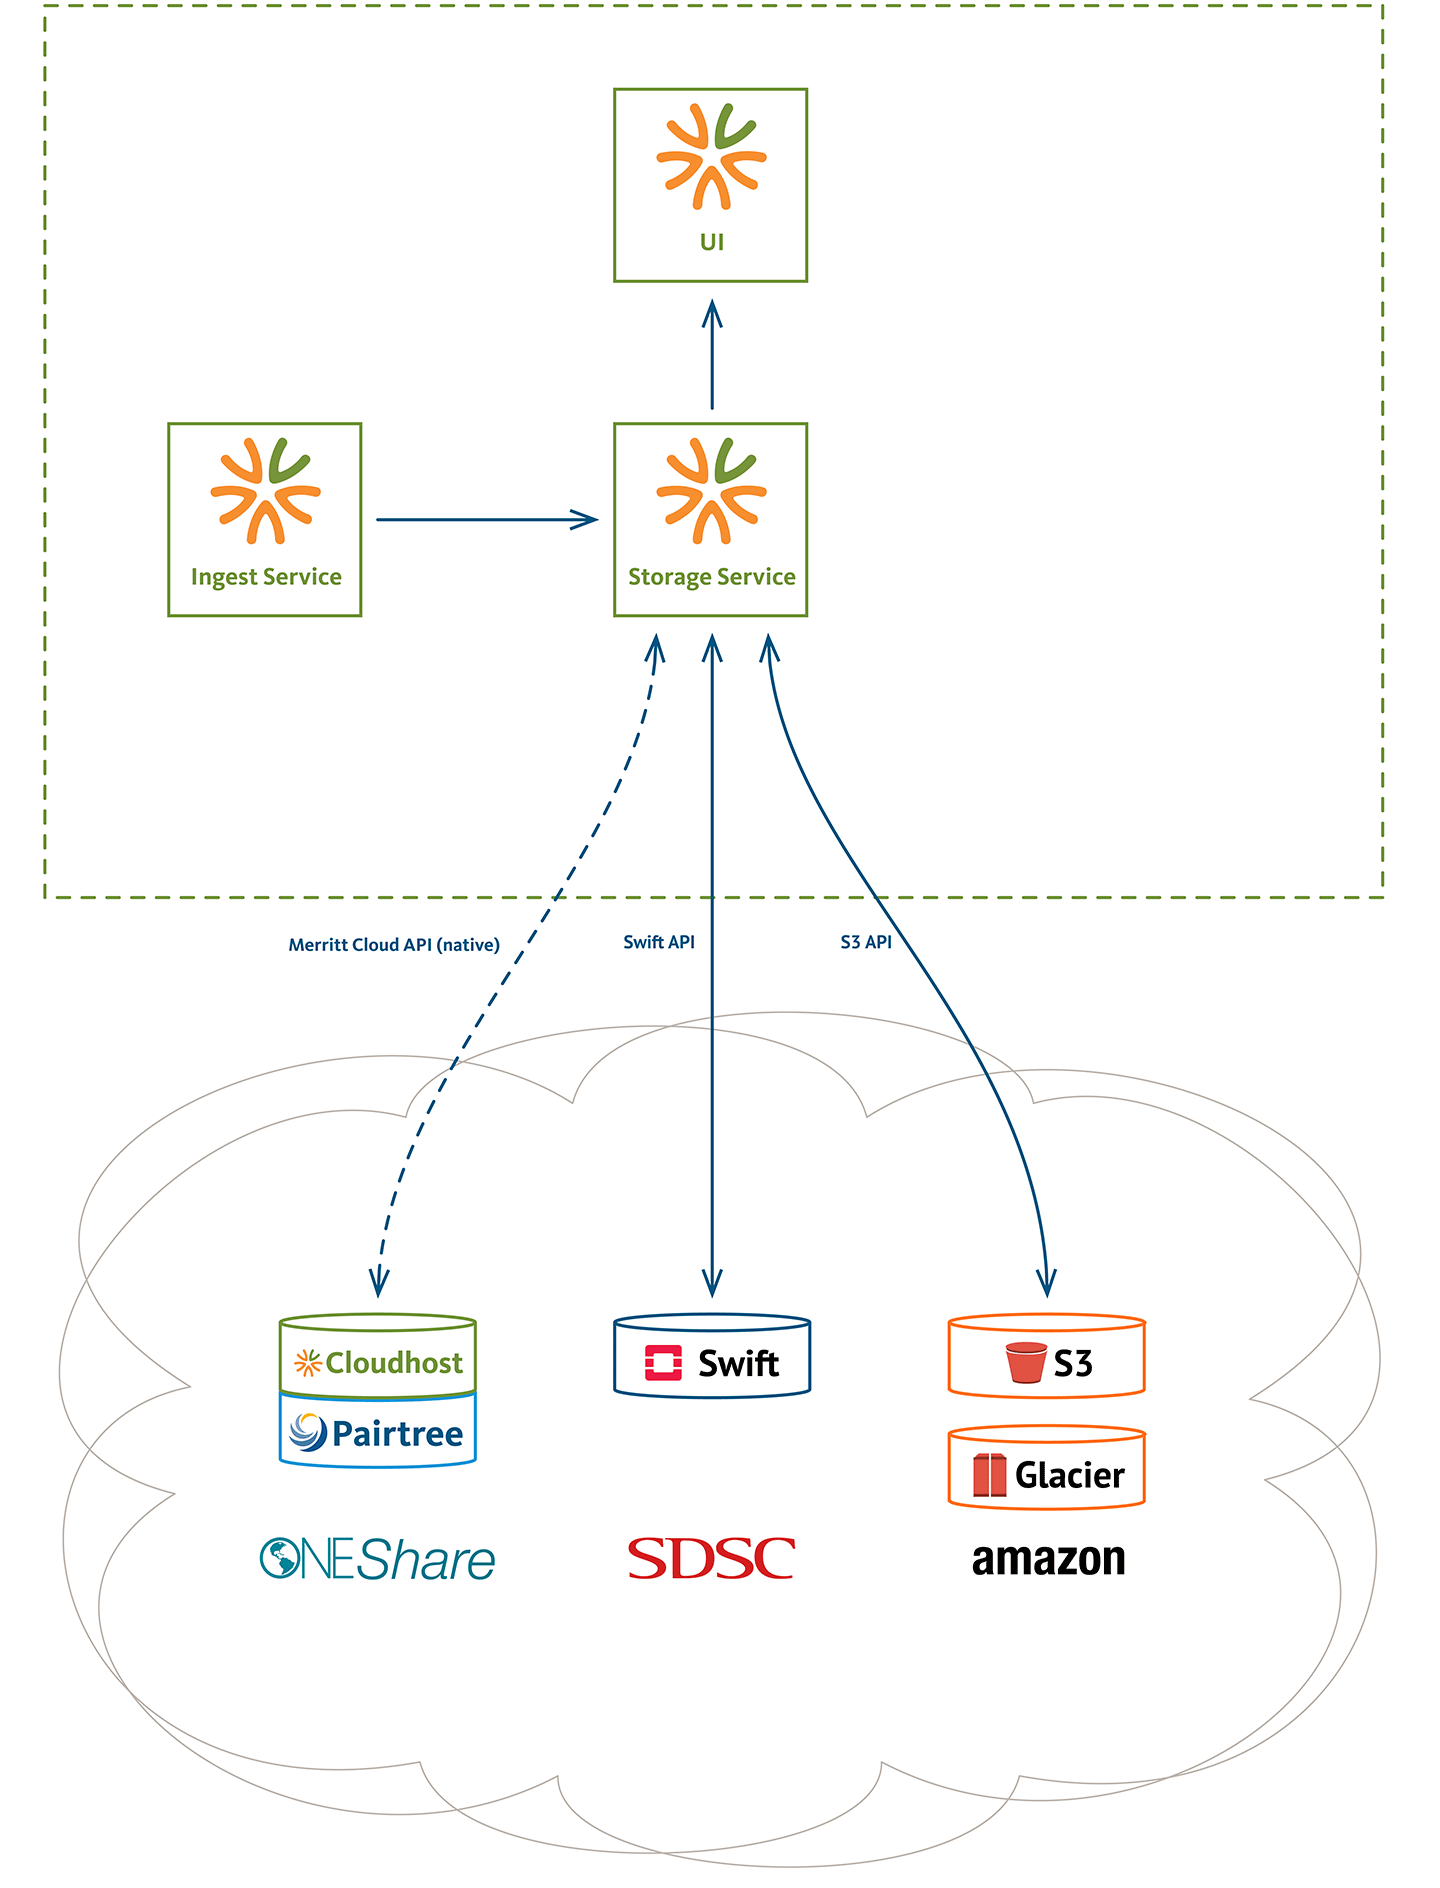 UI
Ingest Service
Storage Service
Merritt Cloud API (native)
Swift API
S3 API
Cloudhost
Swift
S3
Pairtree
Glacier
ONEShare
SDSC
amazon